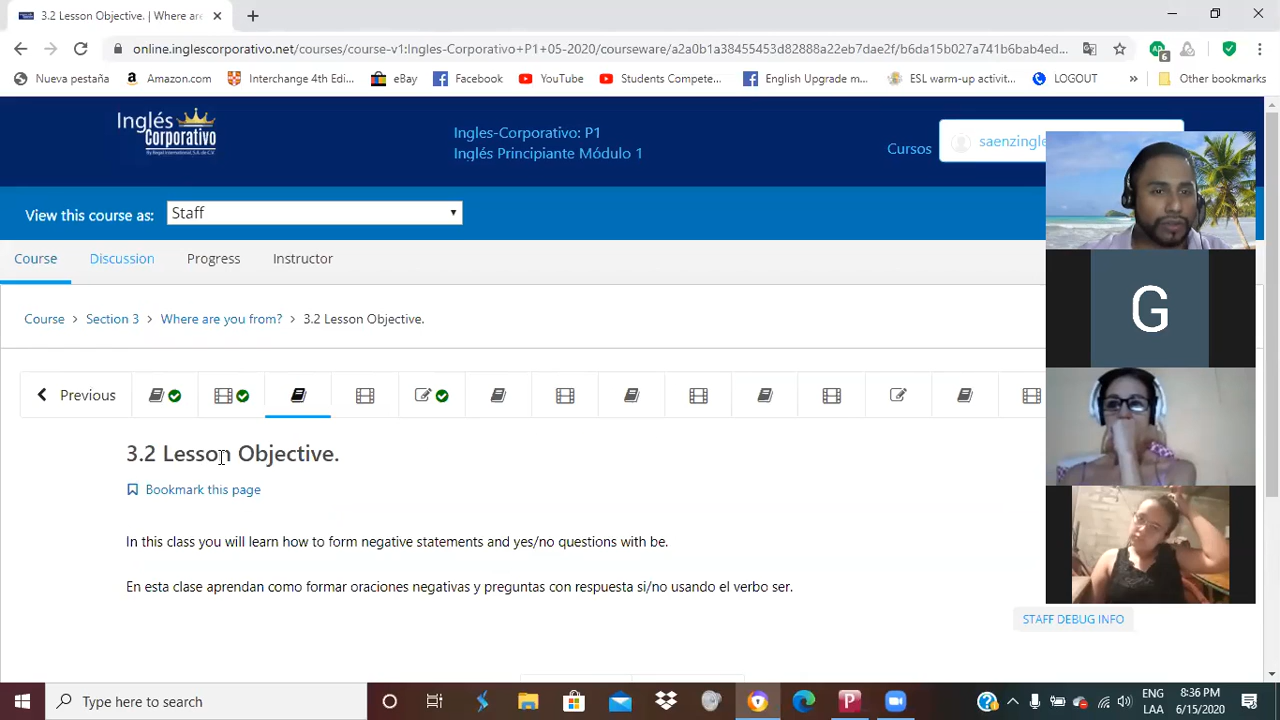 3.2 Lesson Objective. | Where are
online.inglescorporativo.net/courses/course-v1:Ingles-Corporativo+P1+05-2020/courseware/a2a0b1a38455453d82888a22eb7dae2f/b6da15b027a741b6bab4ed...
6
Nueva pestaña
Amazon.com
Interchange 4th Edi...
eBay
Facebook
YouTube
Students Compete...
English Upgrade m...
ESL warm-up activit...
LOGOUT
»
Other bookmarks
Inglés
Corporativo
By Regal International, S.A. de C.V.
Ingles-Corporativo: P1
Inglés Principiante Módulo 1
Cursos
saenzingle
View this course as:
Staff
Course
Discussion
Progress
Instructor
Course > Section 3 > Where are you from? > 3.2 Lesson Objective.
Previous
3.2 Lesson Objective.
Bookmark this page
In this class you will learn how to form negative statements and yes/no questions with be.
En esta clase aprendan como formar oraciones negativas y preguntas con respuesta si/no usando el verbo ser.
G
STAFF DEBUG INFO
Type here to search
ENG
LAA
8:36 PM
6/15/2020